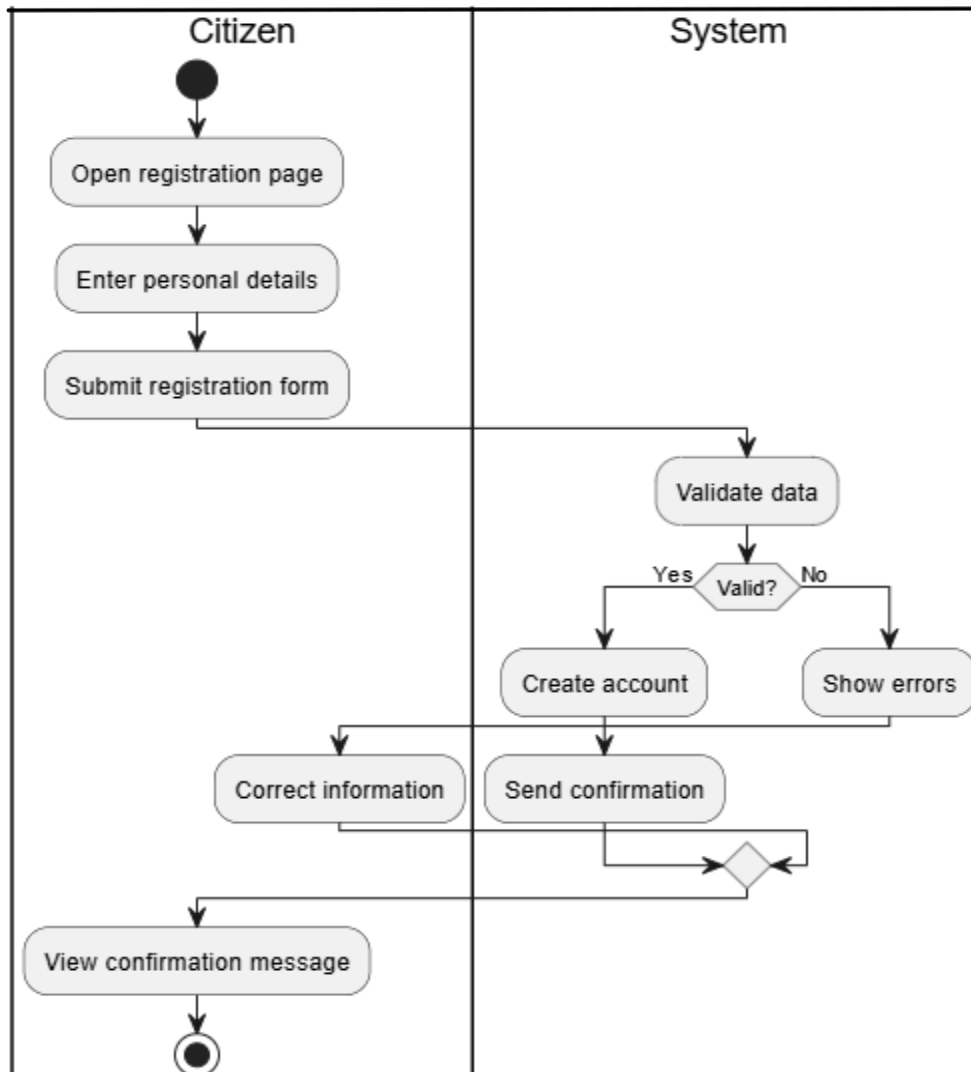 Citizen
System
Open registration page
Enter personal details
Submit registration form
Validate data
Yes
Valid?
No
Create account
Show errors
Correct information
Send confirmation
View confirmation message